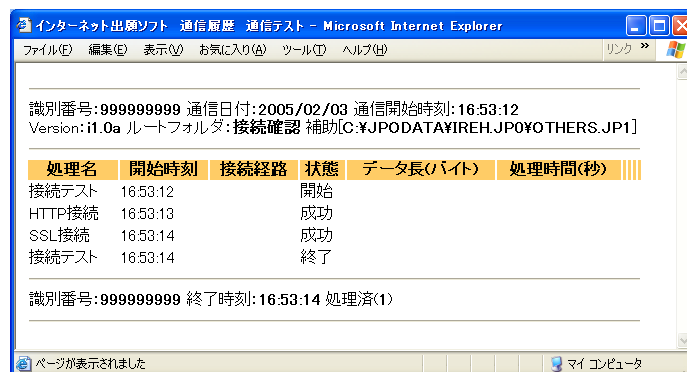 インターネット出願ソフト 通信履歴 通信テスト - Microsoft Internet Explorer
ファイル(F) 編集(E) 表示(V) お気に入り(A) ツール(T) ヘルプ(H) リンク »
識別番号:999999999 通信日付:2005/02/03 通信開始時刻:16:53:12
Version:i1.0a ルートフォルダ:接続確認 補助[C:¥JPODATA¥IREH.JP0¥OTHERS.JP1]
処理名 開始時刻 接続経路 状態 データ長(バイト) 処理時間(秒)
接続テスト 16:53:12 開始
HTTP接続 16:53:13 成功
SSL接続 16:53:14 成功
接続テスト 16:53:14 終了
識別番号:999999999 終了時刻:16:53:14 処理済(1)
ページが表示されました マイ コンピュータ